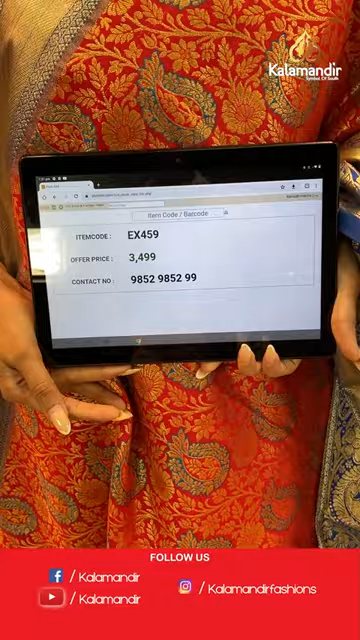 Kalamandir
Symbol Of South
Item Code / Barcode
ITEMCODE : EX459
OFFER PRICE : 3,499
CONTACT NO : 9852 9852 99
FOLLOW US
/ Kalamandir
/ Kalamandirfashions
/ Kalamandir